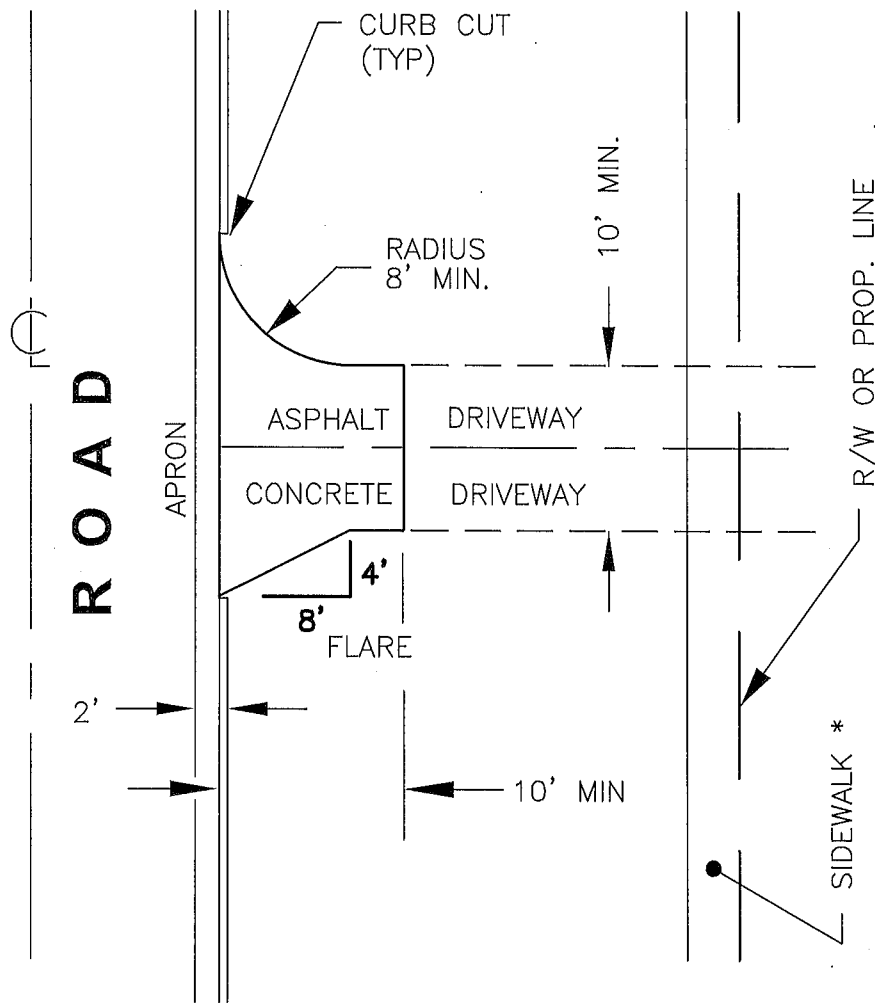 CURB CUT
(TYP)
10' MIN.
RADIUS
8' MIN.
R/W OR PROP. LINE
ROAD
APRON
ASPHALT DRIVEWAY
CONCRETE DRIVEWAY
4'
8'
FLARE
2'
10' MIN
SIDEWALK *